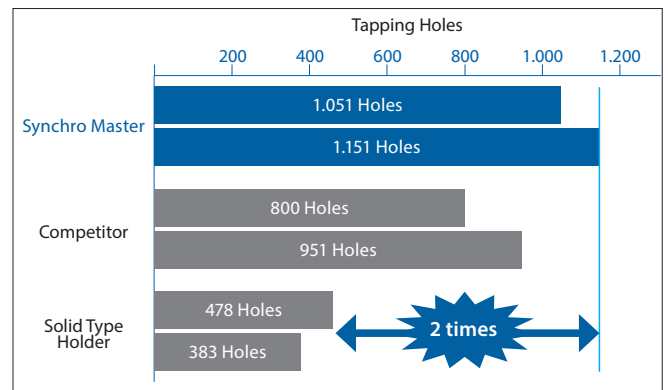 Tapping Holes
200 400 600 800 1.000 1.200
Synchro Master
1.051 Holes
1.151 Holes
Competitor
800 Holes
951 Holes
Solid Type
Holder
478 Holes
383 Holes
2 times